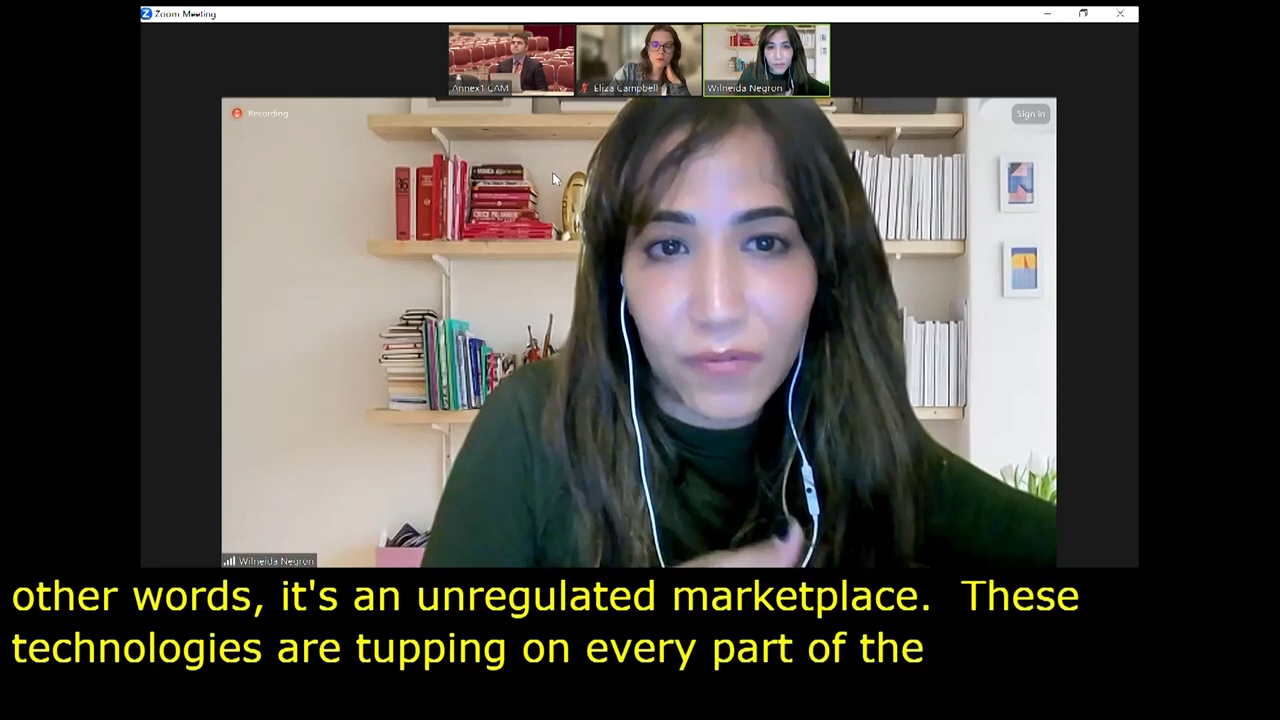 Zoom Meeting
Annex1 CAM
Eliza Campbell
Wilneida Negron
Recording
Sign in
Wilneida Negron
other words, it's an unregulated marketplace. These
technologies are tupping on every part of the